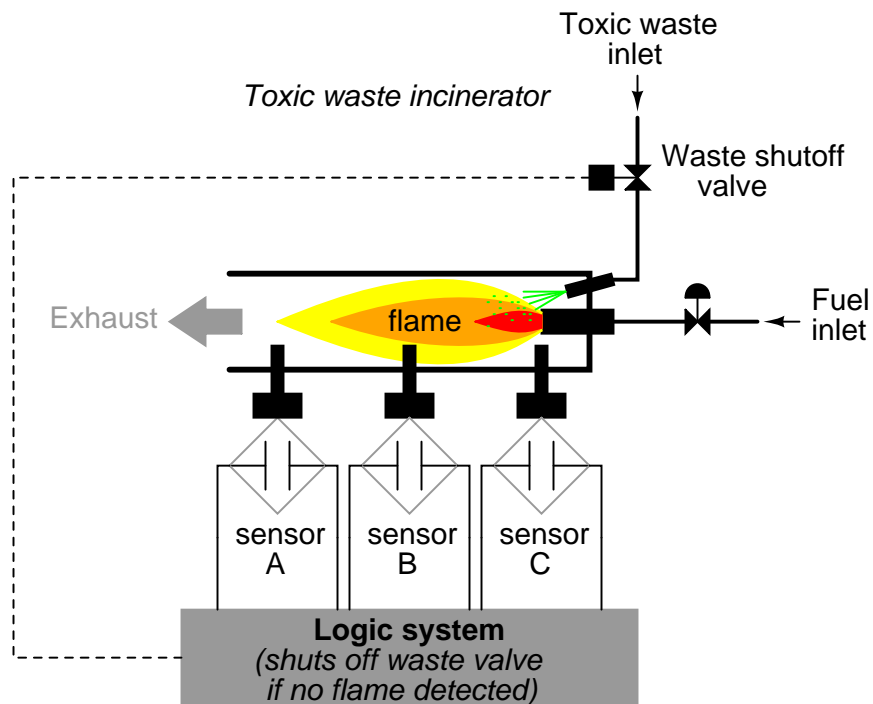 Toxic waste
inlet
Toxic waste incinerator
Waste shutoff
valve
Exhaust
flame
Fuel
inlet
sensor
A
sensor
B
sensor
C
Logic system
(shuts off waste valve
if no flame detected)